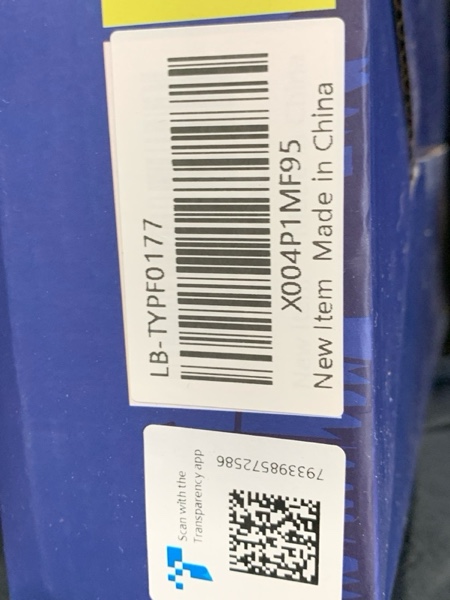 LB-TYPF0177
X004P1MF95
New Item Made in China
Scan with the
Transparency app
793398572586